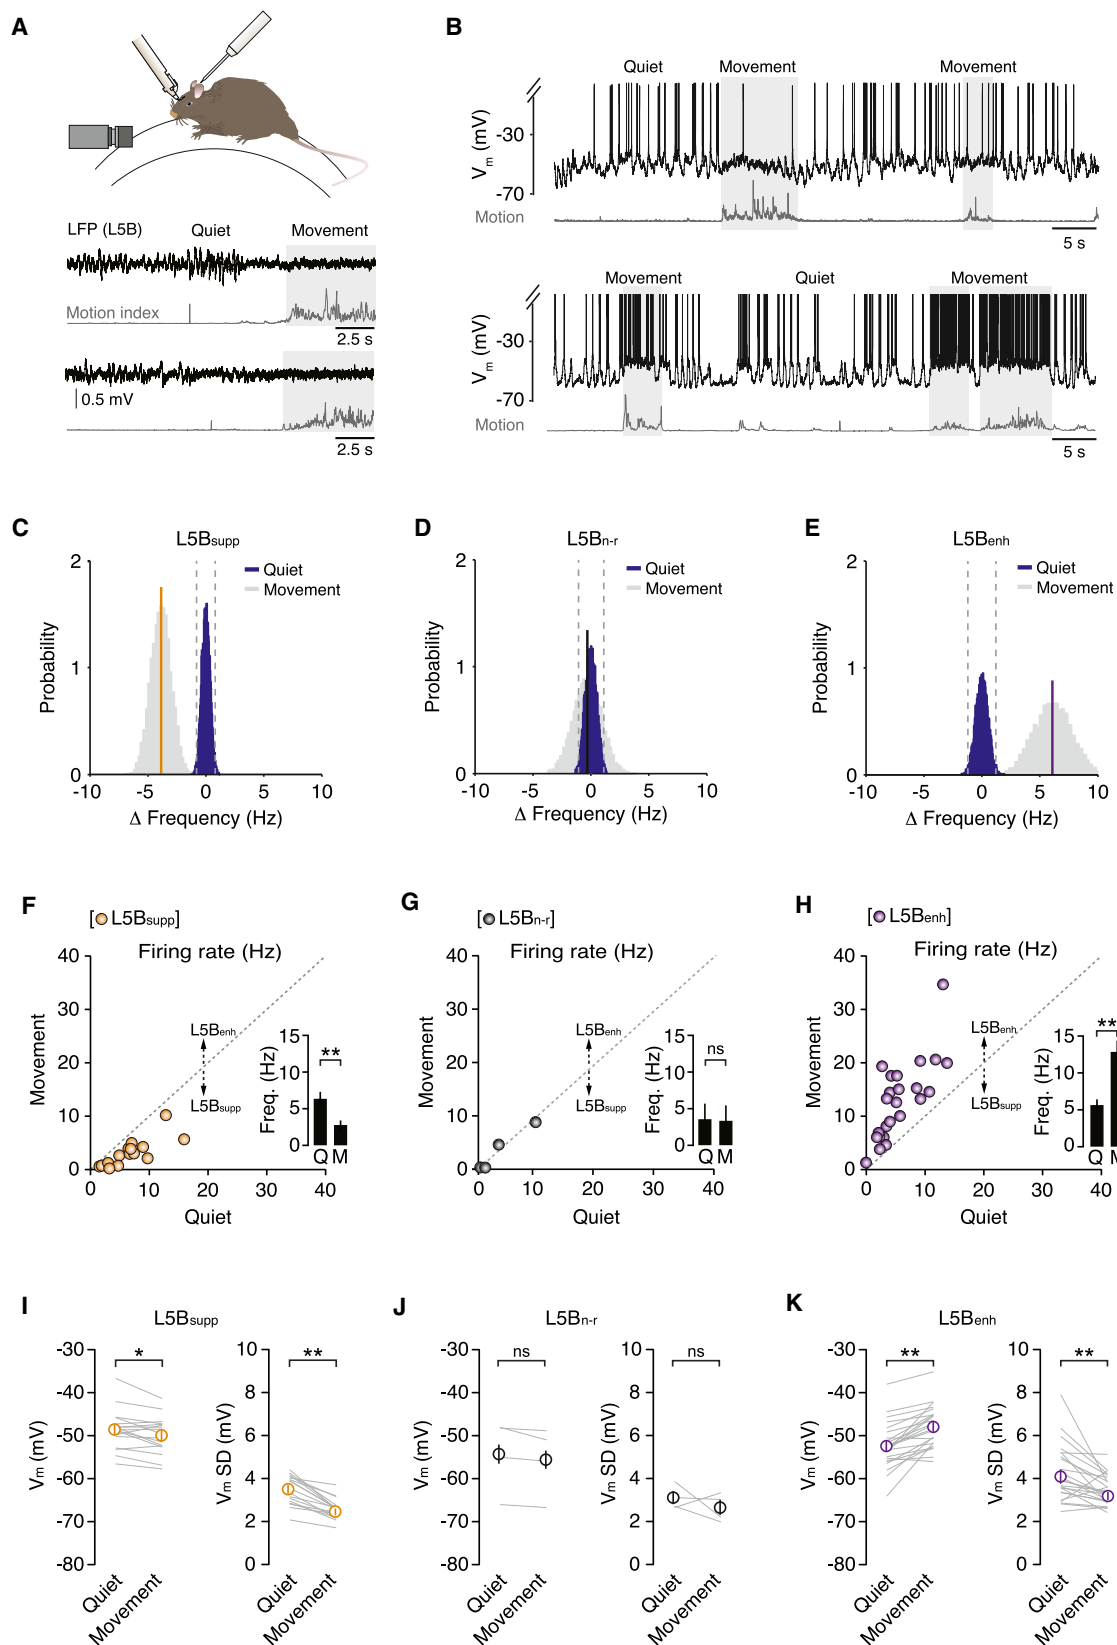 A
LFP (L5B) Quiet Movement
Motion index
2.5 s
0.5 mV
2.5 s
B
Quiet Movement Movement
-30
Vm (mV)
-70
Motion
5 s
Movement Quiet Movement
-30
Vm (mV)
-70
Motion
5 s
C
L5Bsupp
Quiet
Movement
Probability
2
1
0
-10 -5 0 5 10
Δ Frequency (Hz)
D
L5Bn-r
Quiet
Movement
Probability
2
1
0
-10 -5 0 5 10
Δ Frequency (Hz)
E
L5Benh
Quiet
Movement
Probability
2
1
0
-10 -5 0 5 10
Δ Frequency (Hz)
F
[ L5Bsupp]
Firing rate (Hz)
Movement
40
30
20
10
0
0 10 20 30 40
Quiet
L5Benh
L5Bsupp
Freq. (Hz)
15
10
5
0
**
Q M
G
[ L5Bn-r]
Firing rate (Hz)
Movement
40
30
20
10
0
0 10 20 30 40
Quiet
L5Benh
L5Bsupp
Freq. (Hz)
15
10
5
0
ns
Q M
H
[ L5Benh]
Firing rate (Hz)
Movement
40
30
20
10
0
0 10 20 30 40
Quiet
L5Benh
L5Bsupp
Freq. (Hz)
15
10
5
0
**
Q M
I
L5Bsupp
Vm (mV)
-30
-40
-50
-60
-70
-80
*
Quiet
Movement
Vm SD (mV)
10
8
6
4
2
0
**
Quiet
Movement
J
L5Bn-r
Vm (mV)
-30
-40
-50
-60
-70
-80
ns
Quiet
Movement
Vm SD (mV)
10
8
6
4
2
0
ns
Quiet
Movement
K
L5Benh
Vm (mV)
-30
-40
-50
-60
-70
-80
**
Quiet
Movement
Vm SD (mV)
10
8
6
4
2
0
**
Quiet
Movement